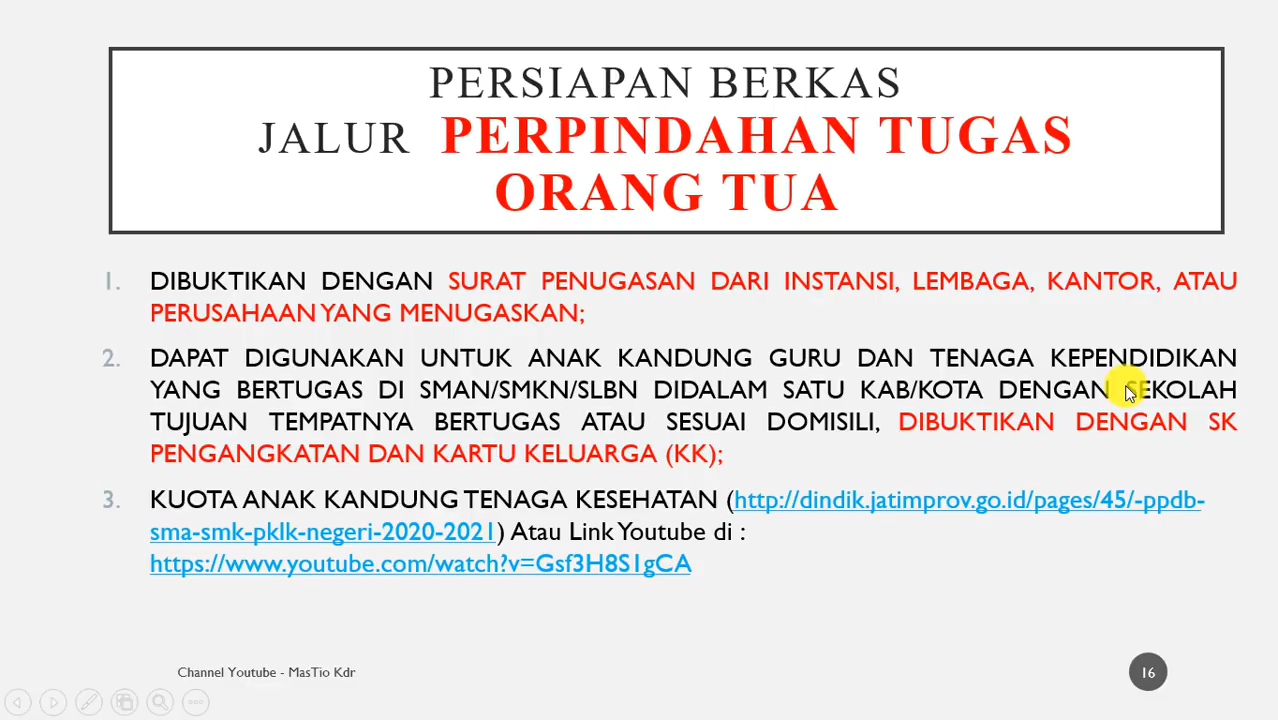 PERSIAPAN BERKAS
JALUR PERPINDAHAN TUGAS
ORANG TUA
1. DIBUKTIKAN DENGAN SURAT PENUGASAN DARI INSTANSI, LEMBAGA, KANTOR, ATAU
PERUSAHAAN YANG MENUGASKAN;
2. DAPAT DIGUNAKAN UNTUK ANAK KANDUNG GURU DAN TENAGA KEPENDIDIKAN
YANG BERTUGAS DI SMAN/SMKN/SLBN DIDALAM SATU KAB/KOTA DENGAN SEKOLAH
TUJUAN TEMPATNYA BERTUGAS ATAU SESUAI DOMISILI, DIBUKTIKAN DENGAN SK
PENGANGKATAN DAN KARTU KELUARGA (KK);
3. KUOTA ANAK KANDUNG TENAGA KESEHATAN (http://dindik.jatimprov.go.id/pages/45/-ppdb-
sma-smk-pklk-negeri-2020-2021) Atau Link Youtube di :
https://www.youtube.com/watch?v=Gsf3H8S1gCA
Channel Youtube - MasTio Kdr
16